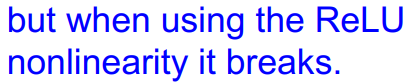 but when using the ReLU
nonlinearity it breaks.